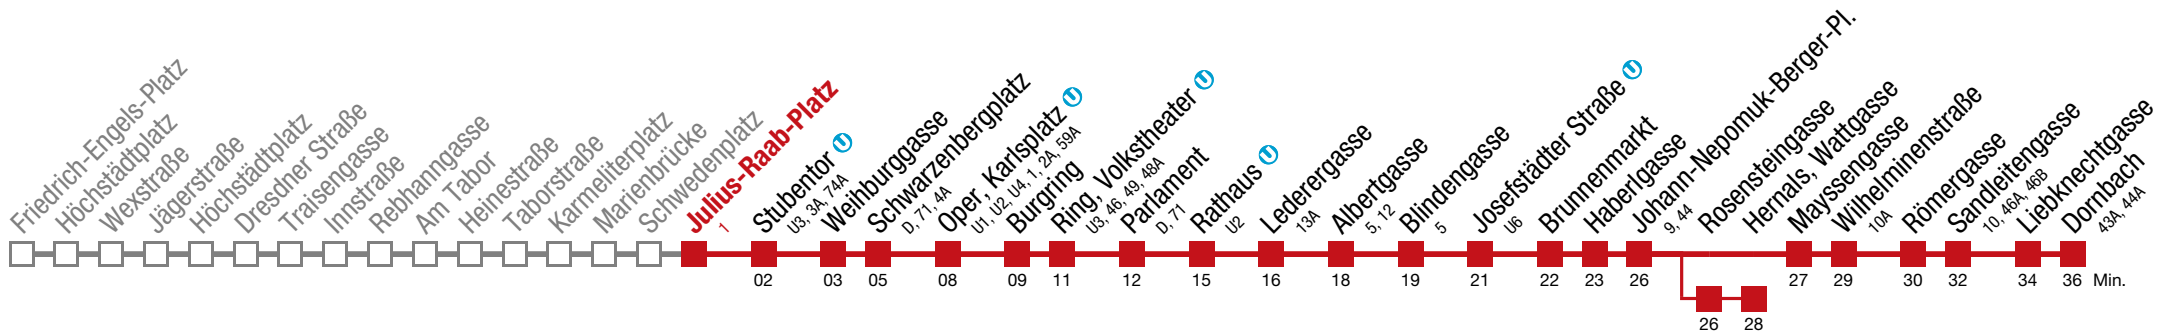 Friedrich-Engels-Platz
Höchstädtplatz
Wexstraße
Jägerstraße
Höchstädtplatz
Dresdner Straße
Traisengasse
Innstraße
Rebhanngasse
Am Tabor
Heinestraße
Taborstraße
Karmeliterplatz
Marienbrücke
Schwedenplatz
Julius-Raab-Platz
1
Stubentor U
U3, 3A, 74A
Weihburggasse
Schwarzenbergplatz
D, 71, 4A
Oper, Karlsplatz U
U1, U2, U4, 1, 2A, 59A
Burgring
Ring, Volkstheater U
U3, 46, 49, 48A
Parlament
D, 71
Rathaus U
U2
Lederergasse
13A
Albertgasse
5, 12
Blindengasse
5
Josefstädter Straße U
U6
Brunnenmarkt
Haberlgasse
Johann-Nepomuk-Berger-Pl.
9, 44
Rosensteingasse
Hernals, Wattgasse
Mayssengasse
Wilhelminenstraße
10A
Römergasse
Sandleitengasse
10, 46A, 46B
Liebknechtgasse
Dornbach
43A, 44A
02 03 05 08 09 11 12 15 16 18 19 21 22 23 26 27 29 30 32 34 36 Min.
26 28